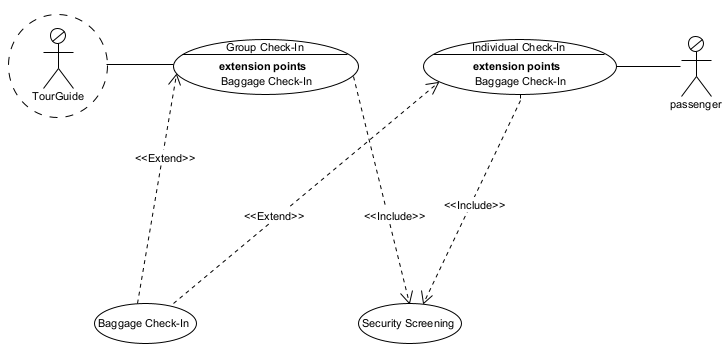 Group Check-In
extension points
Baggage Check-In
Individual Check-In
extension points
Baggage Check-In
TourGuide
passenger
<<Extend>>
<<Extend>>
<<Include>>
<<Include>>
Baggage Check-In
Security Screening